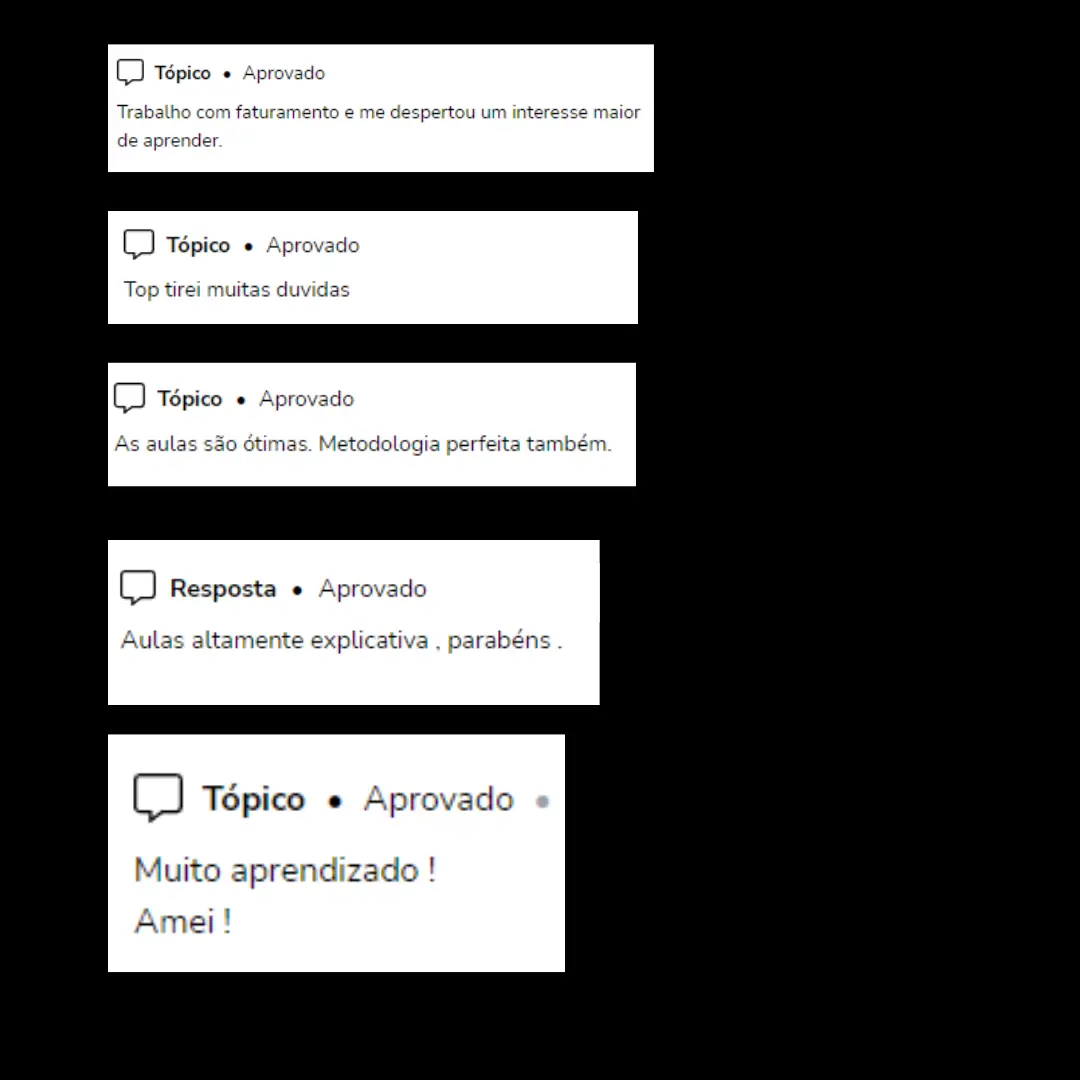 Tópico • Aprovado
Trabalho com faturamento e me despertou um interesse maior
de aprender.
Tópico • Aprovado
Top tirei muitas duvidas
Tópico • Aprovado
As aulas são ótimas. Metodologia perfeita também.
Resposta • Aprovado
Aulas altamente explicativa , parabéns .
Tópico • Aprovado •
Muito aprendizado !
Amei !